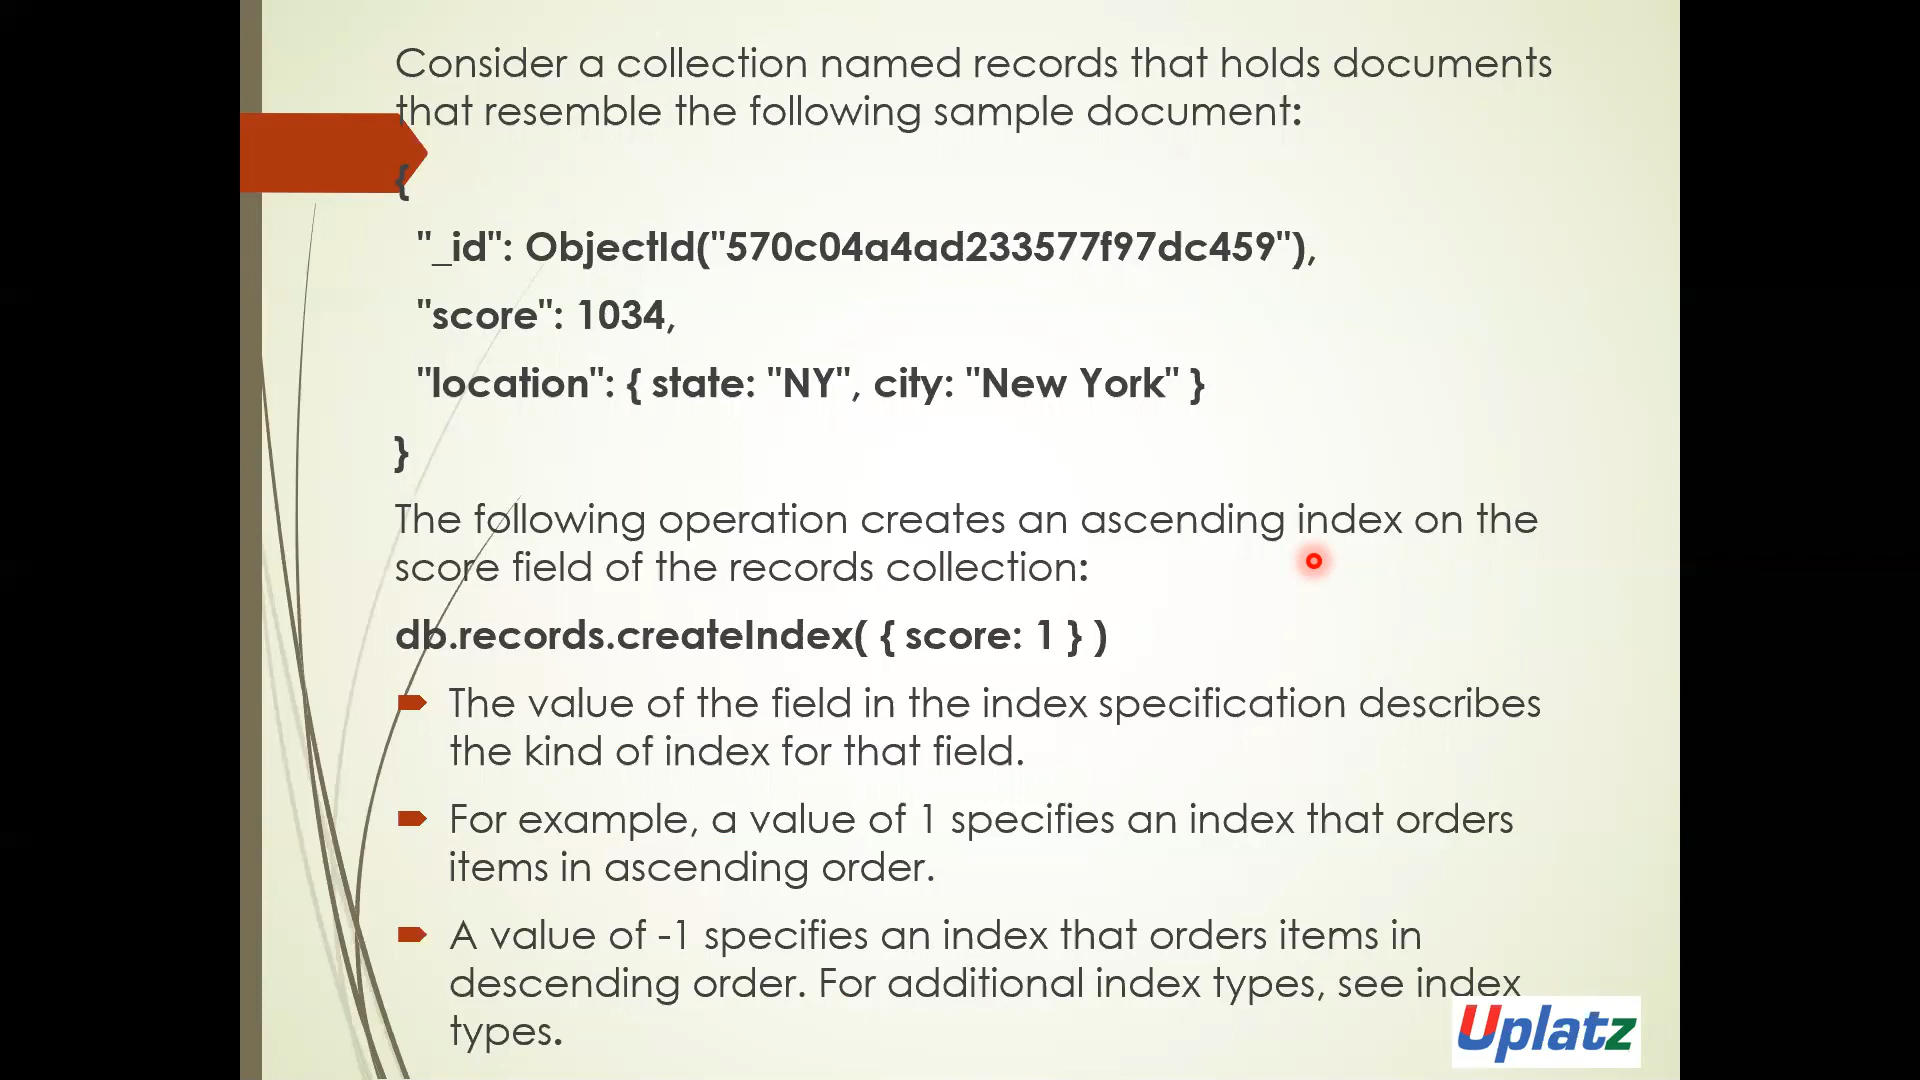 Consider a collection named records that holds documents
that resemble the following sample document:
{
"_id": ObjectId("570c04a4ad233577f97dc459"),
"score": 1034,
"location": { state: "NY", city: "New York" }
}
The following operation creates an ascending index on the
score field of the records collection:
db.records.createIndex( { score: 1 } )
The value of the field in the index specification describes
the kind of index for that field.
For example, a value of 1 specifies an index that orders
items in ascending order.
A value of -1 specifies an index that orders items in
descending order. For additional index types, see index
types.
Uplatz